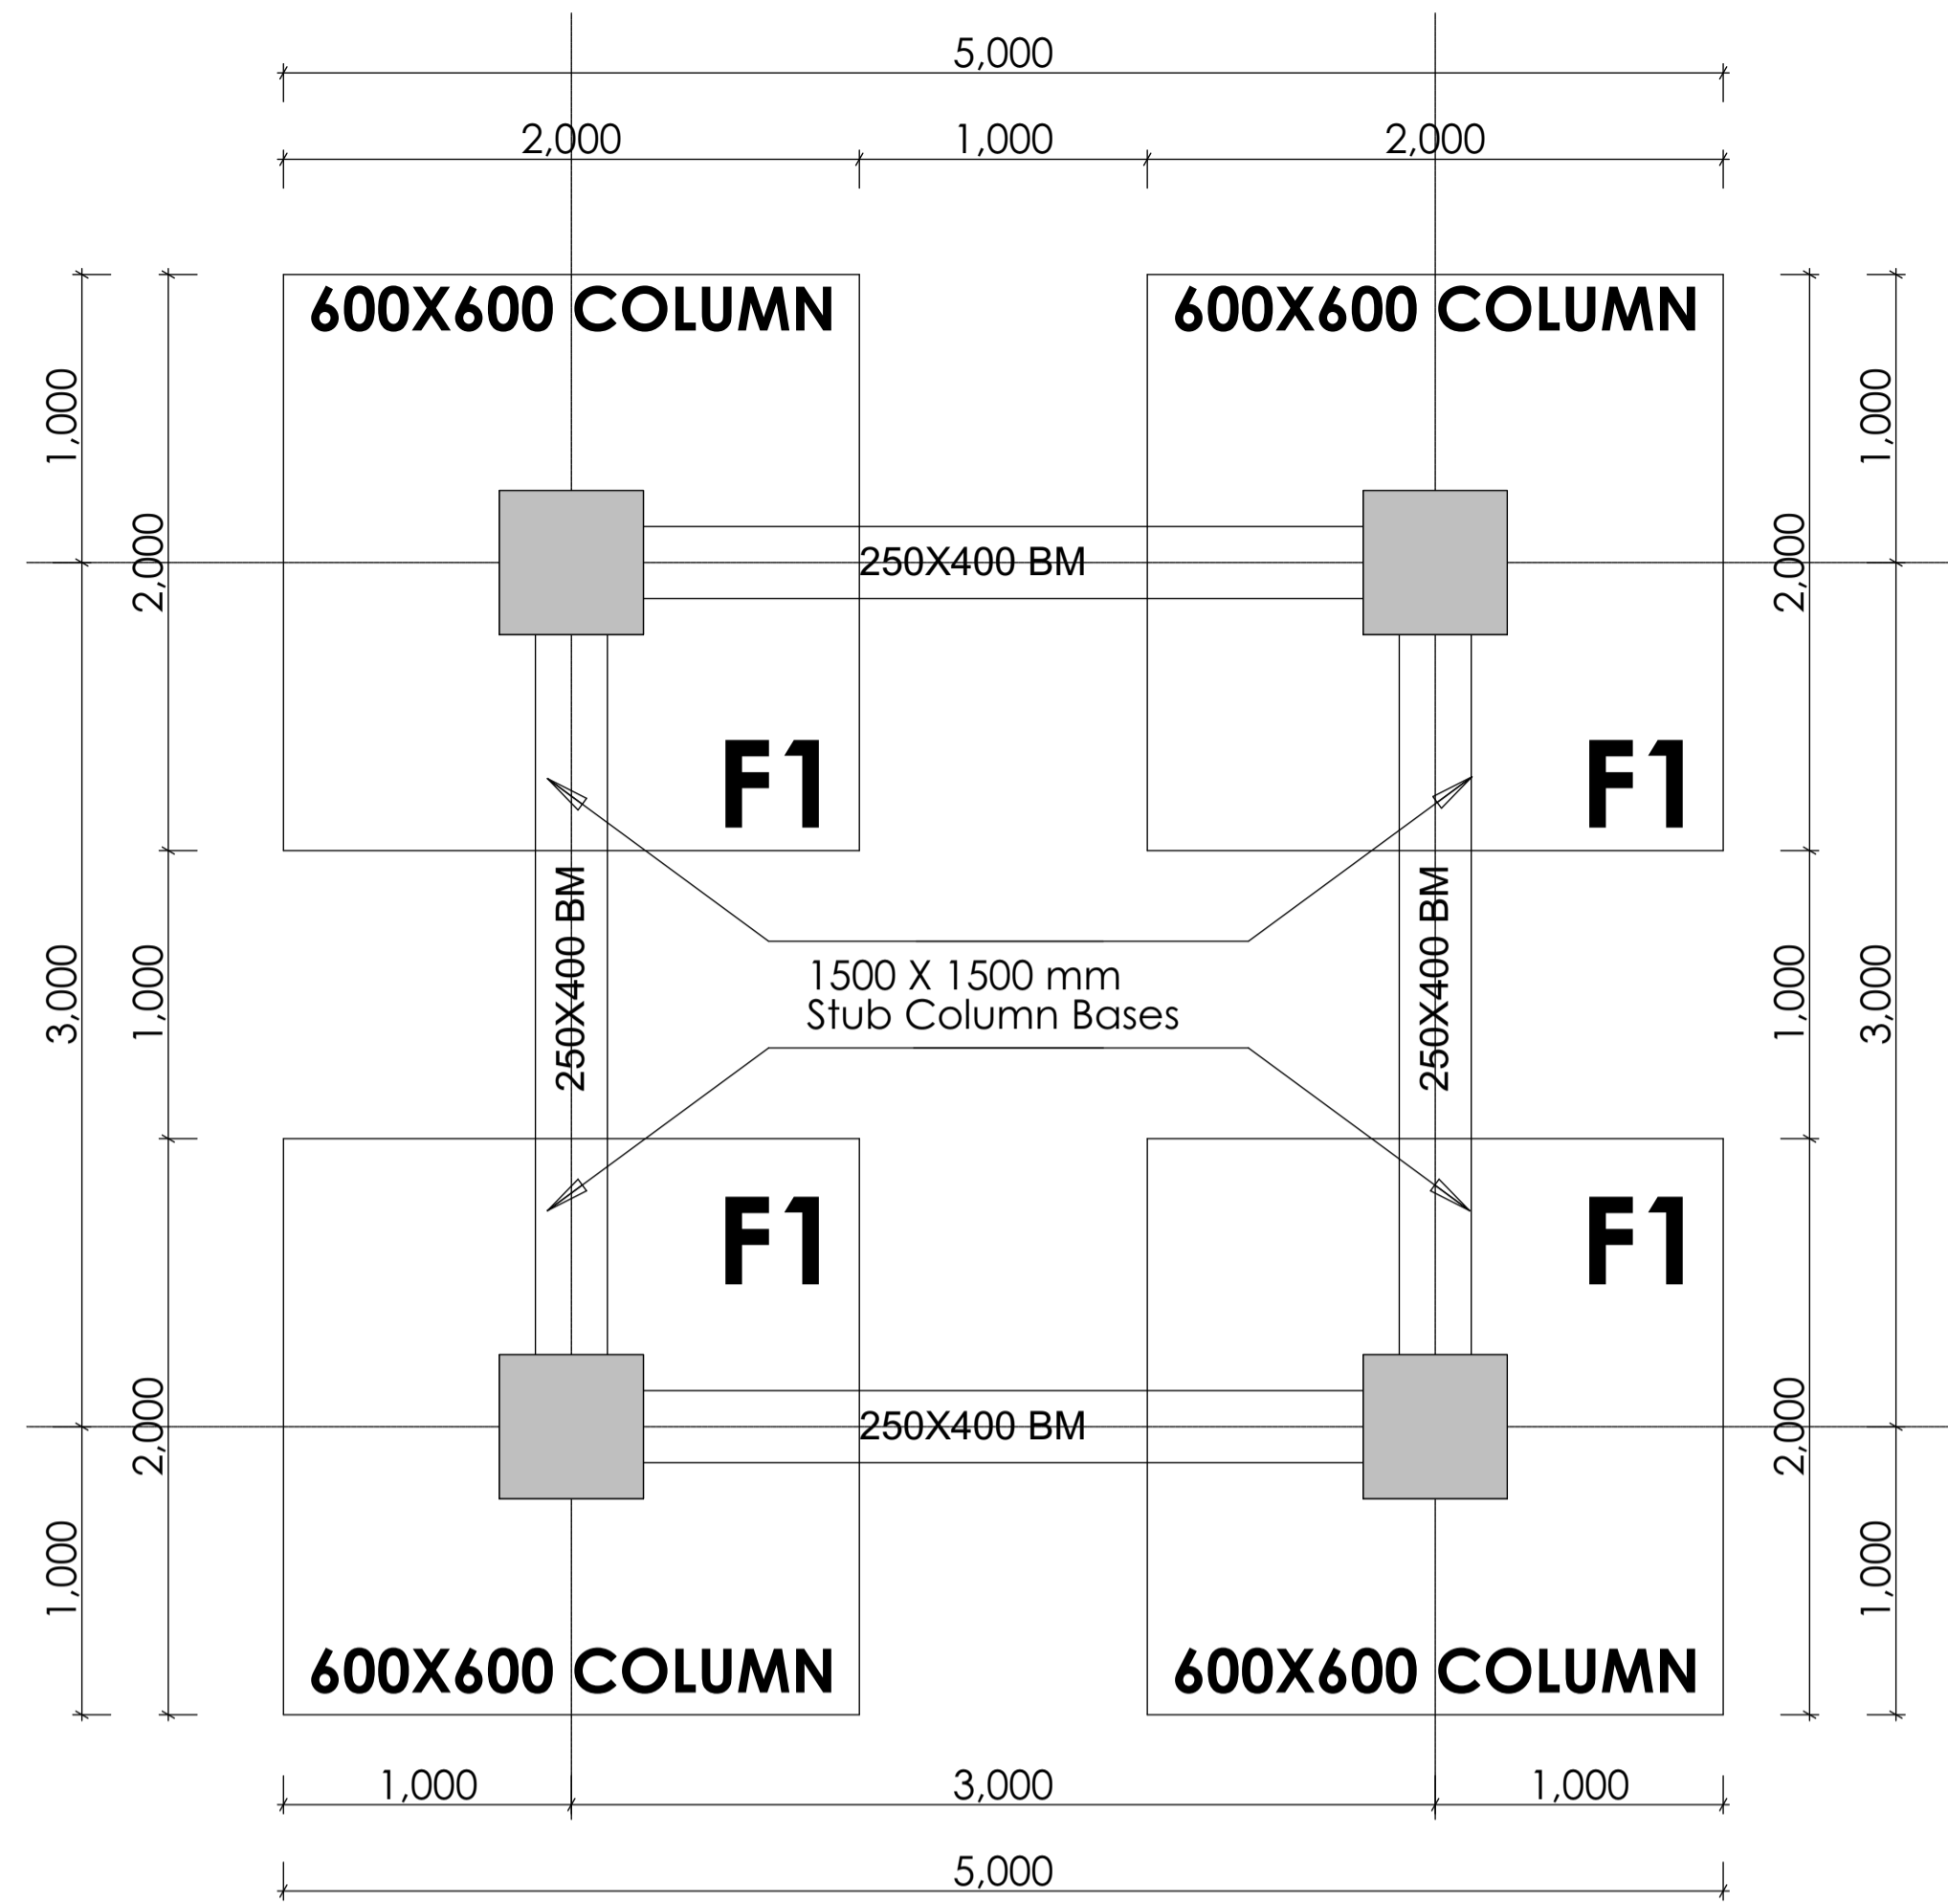 5,000
2,000 1,000 2,000
600X600 COLUMN 600X600 COLUMN
1,000 1,000
2,000 250X400 BM 2,000
F1 F1
250X400 BM 250X400 BM
3,000 1,000 1,000 3,000
1500 X 1500 mm
Stub Column Bases
F1 F1
2,000 250X400 BM 2,000
1,000 1,000
600X600 COLUMN 600X600 COLUMN
1,000 3,000 1,000
5,000